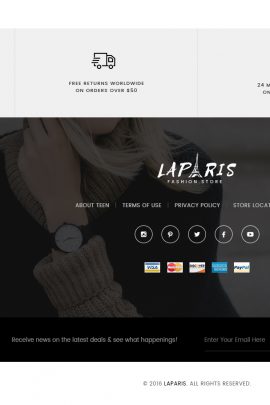 FREE RETURNS WORLDWIDE
ON ORDERS OVER $50
24 M
ON
LAPARIS
FASHION STORE
ABOUT TEEN | TERMS OF USE | PRIVACY POLICY | STORE LOCAT
VISA DISCOVER PayPal
Receive news on the latest deals & see what happenings!
Enter Your Email Here
© 2016 LAPARIS. ALL RIGHTS RESERVED.